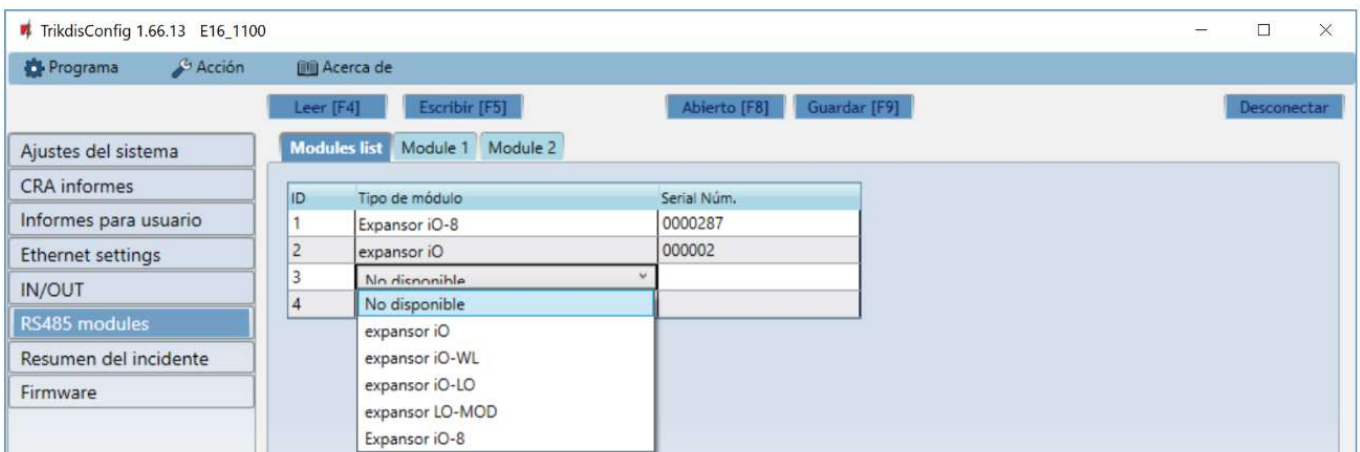 TrikdisConfig 1.66.13 E16_1100
Programa Acción Acerca de
Leer [F4] Escribir [F5] Abierto [F8] Guardar [F9] Desconectar
Ajustes del sistema
CRA informes
Informes para usuario
Ethernet settings
IN/OUT
RS485 modules
Resumen del incidente
Firmware
Modules list Module 1 Module 2
ID Tipo de módulo Serial Núm.
1 Expansor iO-8 0000287
2 expansor iO 000002
3 No disponible
4
No disponible
expansor iO
expansor iO-WL
expansor iO-LO
expansor LO-MOD
Expansor iO-8